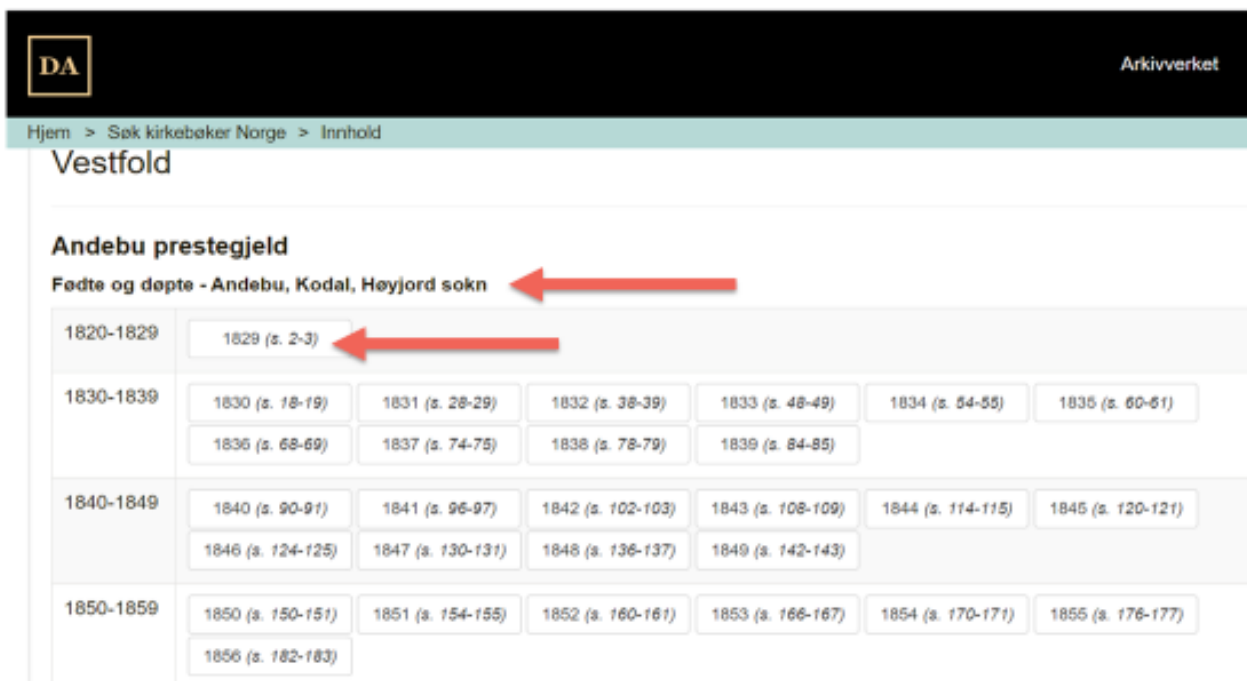 DA
Arkivverket
Hjem > Søk kirkebøker Norge > Innhold
Vestfold
Andebu prestegjeld
Fødte og døpte - Andebu, Kodal, Høyjord sokn
1820-1829 1829 (s. 2-3)
1830-1839 1830 (s. 18-19) 1831 (s. 28-29) 1832 (s. 38-39) 1833 (s. 48-49) 1834 (s. 54-55) 1835 (s. 60-61)
1836 (s. 68-69) 1837 (s. 74-75) 1838 (s. 78-79) 1839 (s. 84-85)
1840-1849 1840 (s. 90-91) 1841 (s. 96-97) 1842 (s. 102-103) 1843 (s. 108-109) 1844 (s. 114-115) 1845 (s. 120-121)
1846 (s. 124-125) 1847 (s. 130-131) 1848 (s. 136-137) 1849 (s. 142-143)
1850-1859 1850 (s. 150-151) 1851 (s. 154-155) 1852 (s. 160-161) 1853 (s. 166-167) 1854 (s. 170-171) 1855 (s. 176-177)
1856 (s. 182-183)